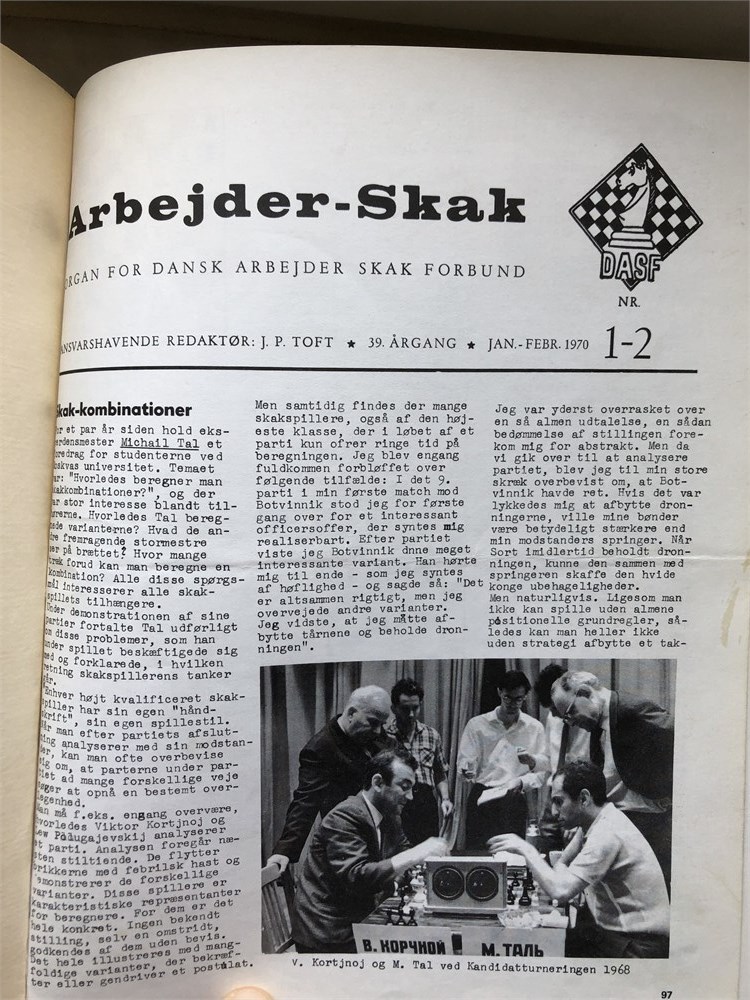 Arbejder-Skak
ORGAN FOR DANSK ARBEJDER SKAK FORBUND
DASF
NR.
ANSVARSHAVENDE REDAKTØR: J. P. TOFT ★ 39. ÅRGANG ★ JAN.-FEBR. 1970 1-2
Skak-kombinationer
For et par år siden hold eks-
verdensmester Michail Tal et
foredrag for studenterne ved
Moskvas universitet. Temaet
var: "Hvorledes beregner man
skakkombinationer?", og der
var stor interesse blandt til-
hørerne. Hvorledes Tal bereg-
nede varianterne? Hvad de an-
dre fremragende stormestre
ser på brættet? Hvor mange
træk forud kan man beregne en
kombination? Alle disse spørgs-
mål interesserer alle skak-
spillets tilhængere.
Under demonstrationen af sine
partier fortalte Tal udførligt
om disse problemer, som han
under spillet beskæftigede sig
med og forklarede, i hvilken
retning skakspillerens tanker
går.
"Enhver højt kvalificeret skak-
spiller har sin egen "hånd-
skrift", sin egen spillestil.
Når man efter partiets afslut-
ning analyserer med sin modstan-
der, kan man ofte overbevise
sig om, at parterne under par-
tiet ad mange forskellige veje
søger at opnå en bestemt over-
legenhed.
Man må f.eks. engang overvære,
hvorledes Viktor Kortjnoj og
Lew Polugajevskij analyserer
et parti. Analysen foregår næ-
sten stiltiende. De flytter
brikkerne med febrilsk hast og
demonstrerer de forskellige
varianter. Disse spillere er
karakteristiske repræsentanter
for beregnere. For dem er det
hele konkret. Ingen bekendt
stilling, selv en omstridt,
godkendes af dem uden bevis.
Det hele illustreres med mang-
foldige varianter, der bekræf-
ter eller gendriver et postulat.
Men samtidig findes der mange
skakspillere, også af den høj-
este klasse, der i løbet af et
parti kun ofrer ringe tid på
beregningen. Jeg blev engang
fuldkommen forbløffet over
følgende tilfælde: I det 9.
parti i min første match mod
Botvinnik stod jeg for første
gang over for et interessant
officersoffer, der syntes mig
realiserbart. Efter partiet
viste jeg Botvinnik dnne meget
interessante variant. Han hørte
mig til ende - som jeg syntes
af høflighed - og sagde så: "Det
er altsammen rigtigt, men jeg
overvejede andre varianter.
Jeg vidste, at jeg måtte af-
bytte tårnene og beholde dron-
ningen".
Jeg var yderst overrasket over
en så almen udtalelse, en sådan
bedømmelse af stillingen fore-
kom mig for abstrakt. Men da
vi gik over til at analysere
partiet, blev jeg til min store
skræk overbevist om, at Bot-
vinnik havde ret. Hvis det var
lykkedes mig at afbytte dron-
ningerne, ville mine bønder
være betydeligt stærkere end
min modstanders springer. Når
Sort imidlertid beholdt dron-
ningen, kunne den sammen med
springeren skaffe den hvide
konge ubehageligheder.
Men naturligvis. Ligesom man
ikke kan spille uden almene
positionelle grundregler, så-
ledes kan man heller ikke
uden strategi afbytte et tak-
В. КОРЧНОЙ М. ТАЛЬ
V. Kortjnoj og M. Tal ved Kandidatturneringen 1968
97